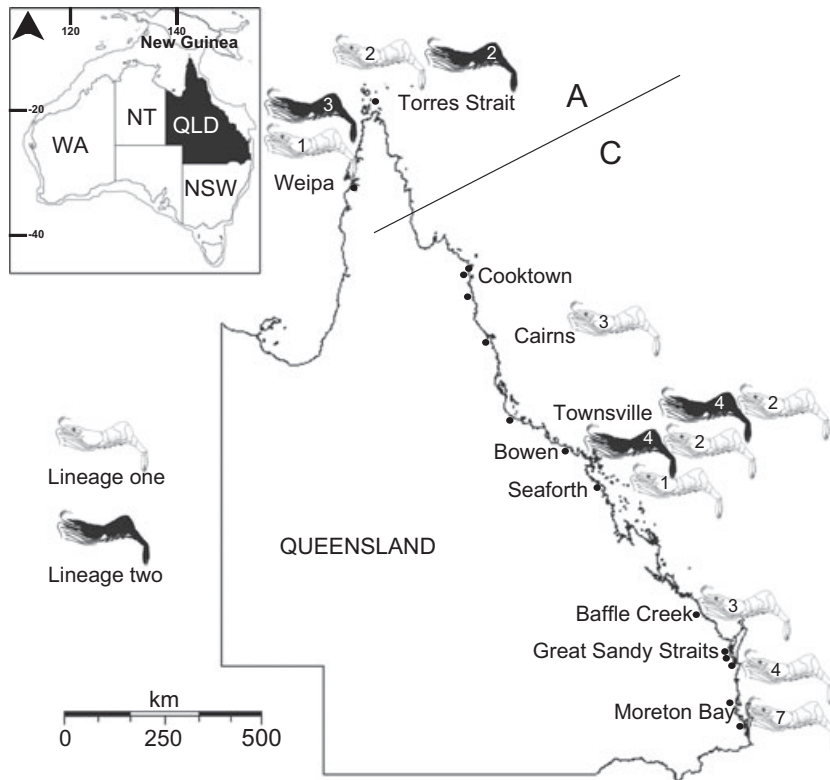 120
140
New Guinea
-20
-40
WA
NT
QLD
NSW
2
2
Torres Strait
A
3
1
Weipa
C
Cooktown
Cairns
3
Townsville
4
2
Bowen
4
2
Seaforth
1
Lineage one
Lineage two
QUEENSLAND
Baffle Creek
3
Great Sandy Straits
4
Moreton Bay
7
km
0
250
500